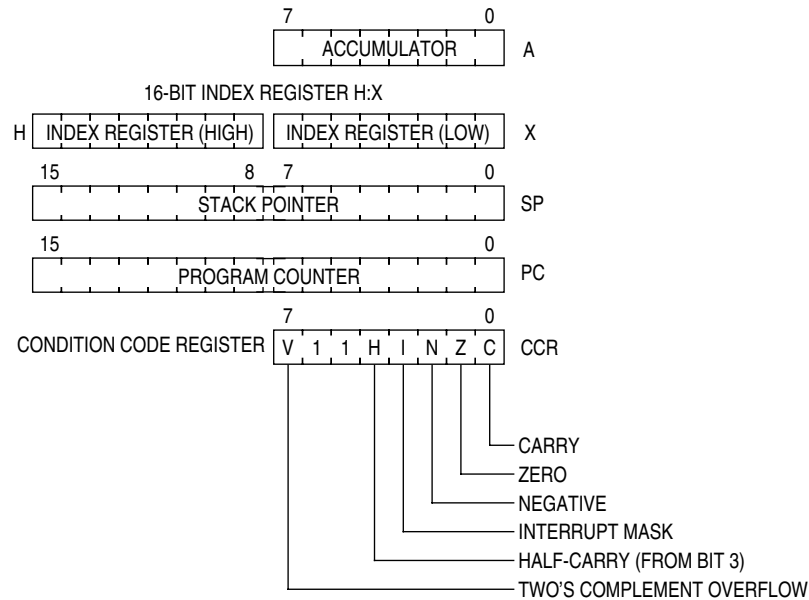 7 0
ACCUMULATOR A
16-BIT INDEX REGISTER H:X
H INDEX REGISTER (HIGH) INDEX REGISTER (LOW) X
15 8 7 0
STACK POINTER SP
15 0
PROGRAM COUNTER PC
7 0
CONDITION CODE REGISTER V 1 1 H I N Z C CCR
CARRY
ZERO
NEGATIVE
INTERRUPT MASK
HALF-CARRY (FROM BIT 3)
TWO'S COMPLEMENT OVERFLOW